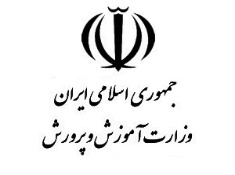 جمهوری اسلامی ایران
وزارت آموزش و پرورش